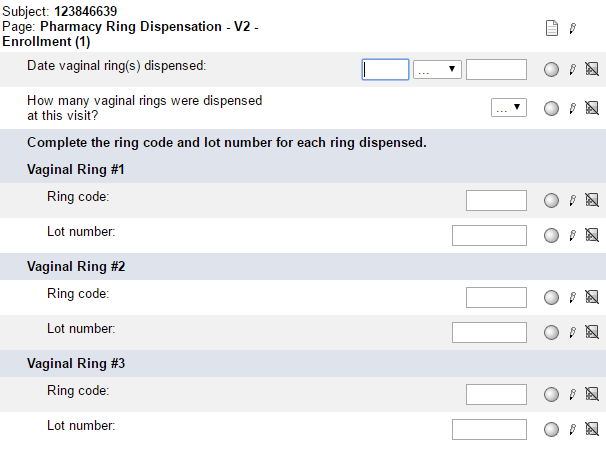 Subject: 123846639
Page: Pharmacy Ring Dispensation - V2 -
Enrollment (1)
Date vaginal ring(s) dispensed:
...
How many vaginal rings were dispensed
at this visit?
...
Complete the ring code and lot number for each ring dispensed.
Vaginal Ring #1
Ring code:
Lot number:
Vaginal Ring #2
Ring code:
Lot number:
Vaginal Ring #3
Ring code:
Lot number: